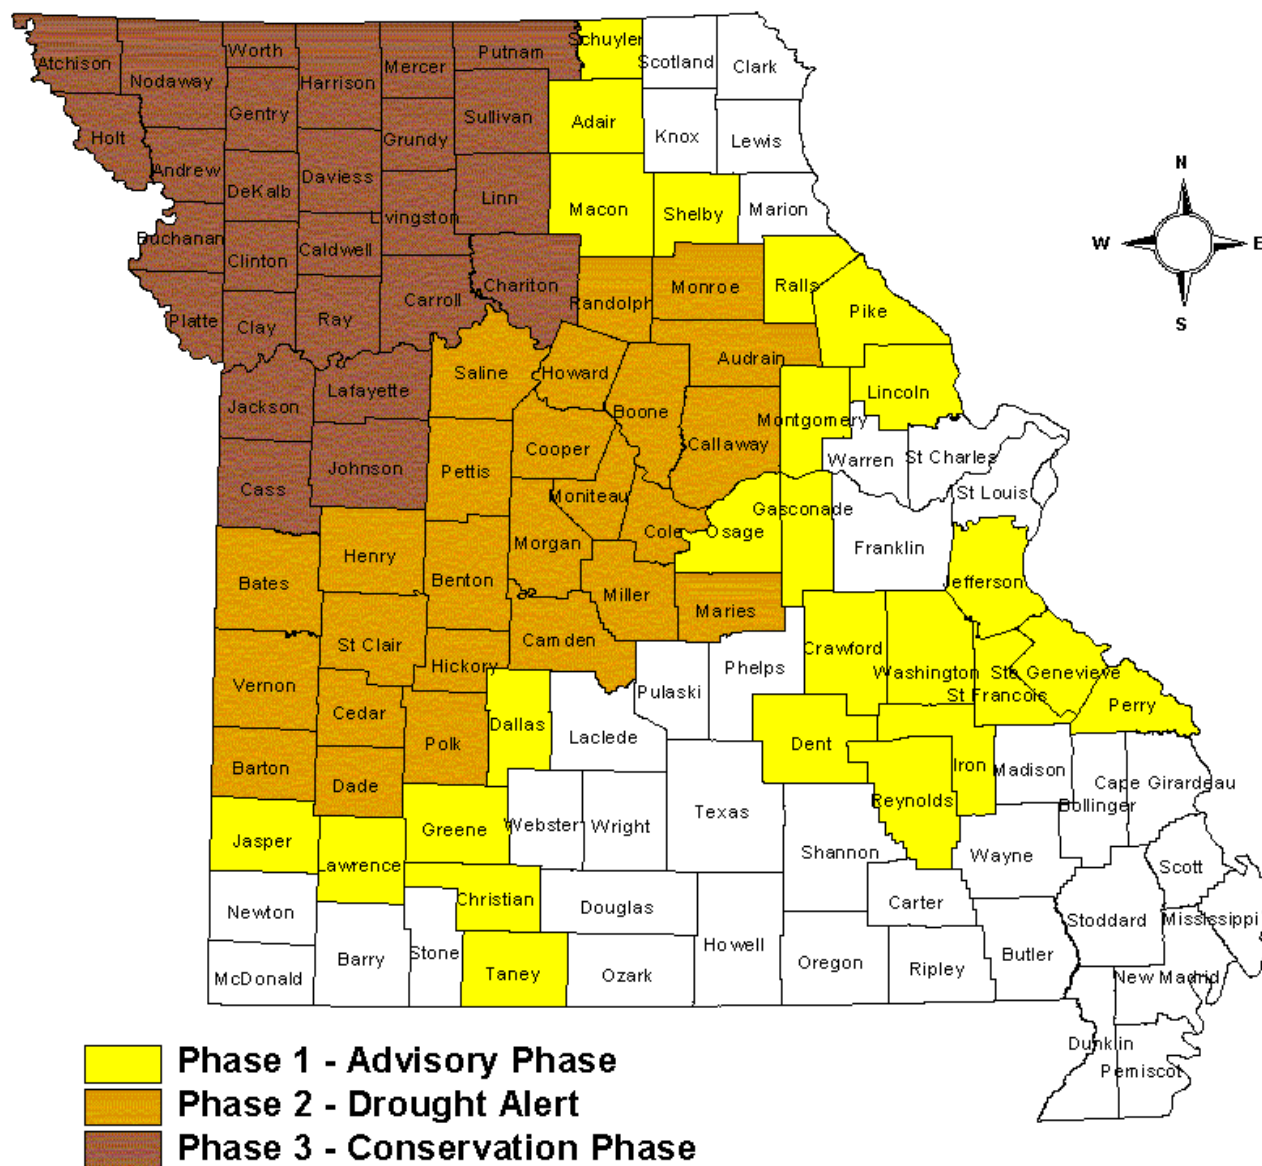 Schuyler
Scotland
Clark
Atchison
Nodaway
Worth
Harrison
Mercer
Putnam
Holt
Gentry
Grundy
Sullivan
Adair
Knox
Lewis
Andrew
DeKalb
Daviess
Livingston
Linn
Macon
Shelby
Marion
Buchanan
Clinton
Caldwell
Carroll
Chariton
Randolph
Monroe
Ralls
Pike
Platte
Clay
Ray
Saline
Howard
Audrain
Lincoln
Jackson
Lafayette
Boone
Callaway
Montgomery
Warren
St Charles
St Louis
Cass
Johnson
Pettis
Cooper
Moniteau
Cole
Osage
Gasconade
Franklin
Jefferson
Bates
Henry
Benton
Morgan
Miller
Maries
Vernon
St Clair
Hickory
Camden
Pulaski
Phelps
Crawford
Washington
St Francois
Ste Genevieve
Perry
Barton
Cedar
Dade
Polk
Dallas
Laclede
Dent
Iron
Reynolds
Madison
Bollinger
Cape Girardeau
Jasper
Lawrence
Greene
Webster
Wright
Texas
Shannon
Wayne
Scott
Newton
Christian
Douglas
Howell
Carter
Stoddard
Mississippi
McDonald
Barry
Stone
Taney
Ozark
Oregon
Ripley
Butler
New Madrid
Dunklin
Pemiscot
N
W
E
S
Phase 1 - Advisory Phase
Phase 2 - Drought Alert
Phase 3 - Conservation Phase